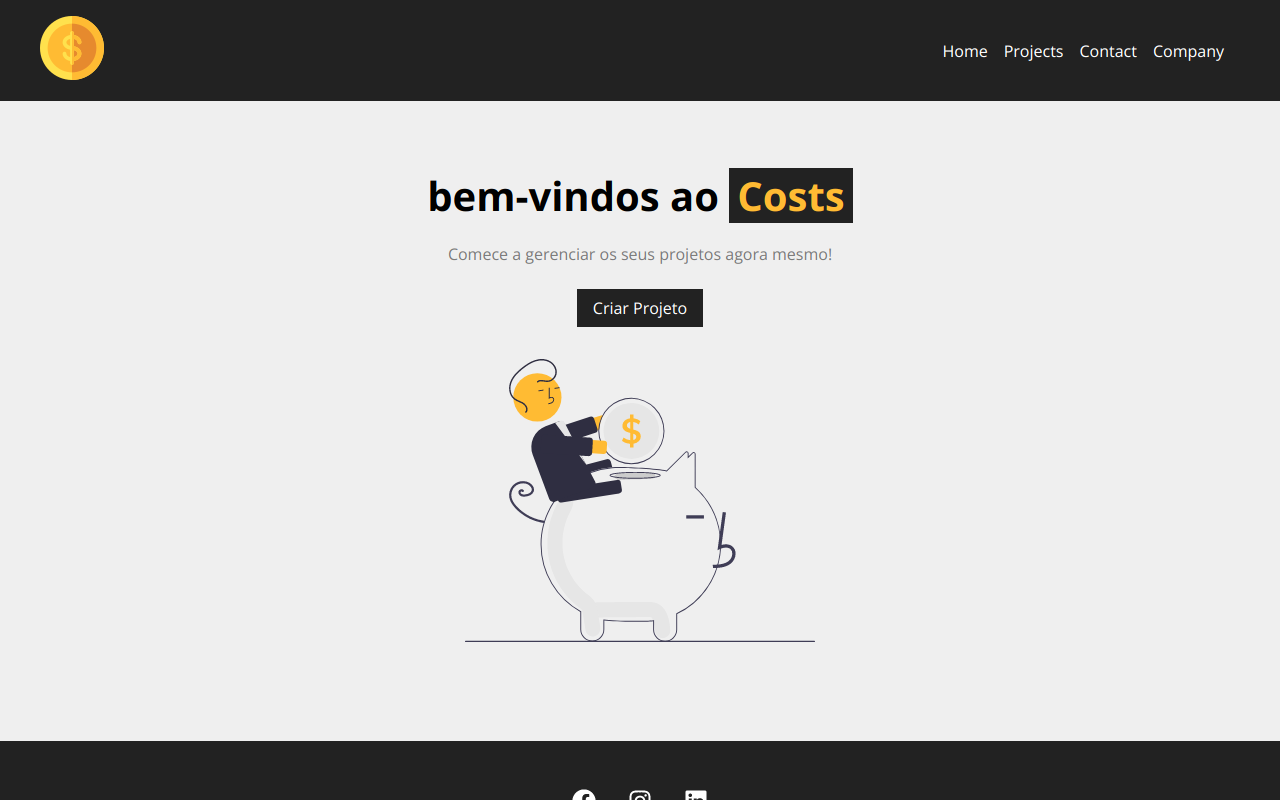 $
Home Projects Contact Company
bem-vindos ao Costs
Comece a gerenciar os seus projetos agora mesmo!
Criar Projeto
$